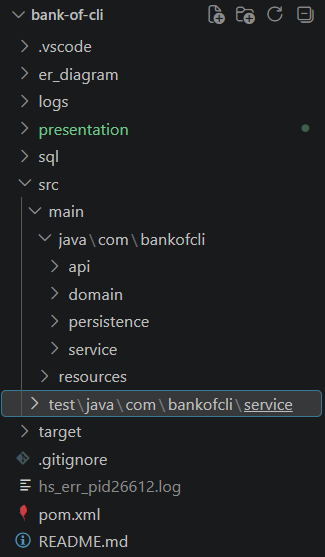 bank-of-cli
.vscode
er_diagram
logs
presentation
sql
src
main
java\com\bankofcli
api
domain
persistence
service
resources
test\java\com\bankofcli\service
target
.gitignore
hs_err_pid26612.log
pom.xml
README.md